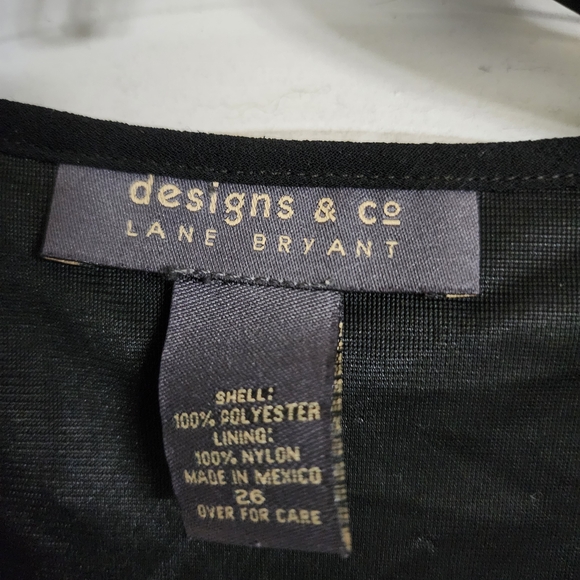 designs & co
LANE BRYANT
SHELL:
100% POLYESTER
LINING:
100% NYLON
MADE IN MEXICO
26
OVER FOR CARE